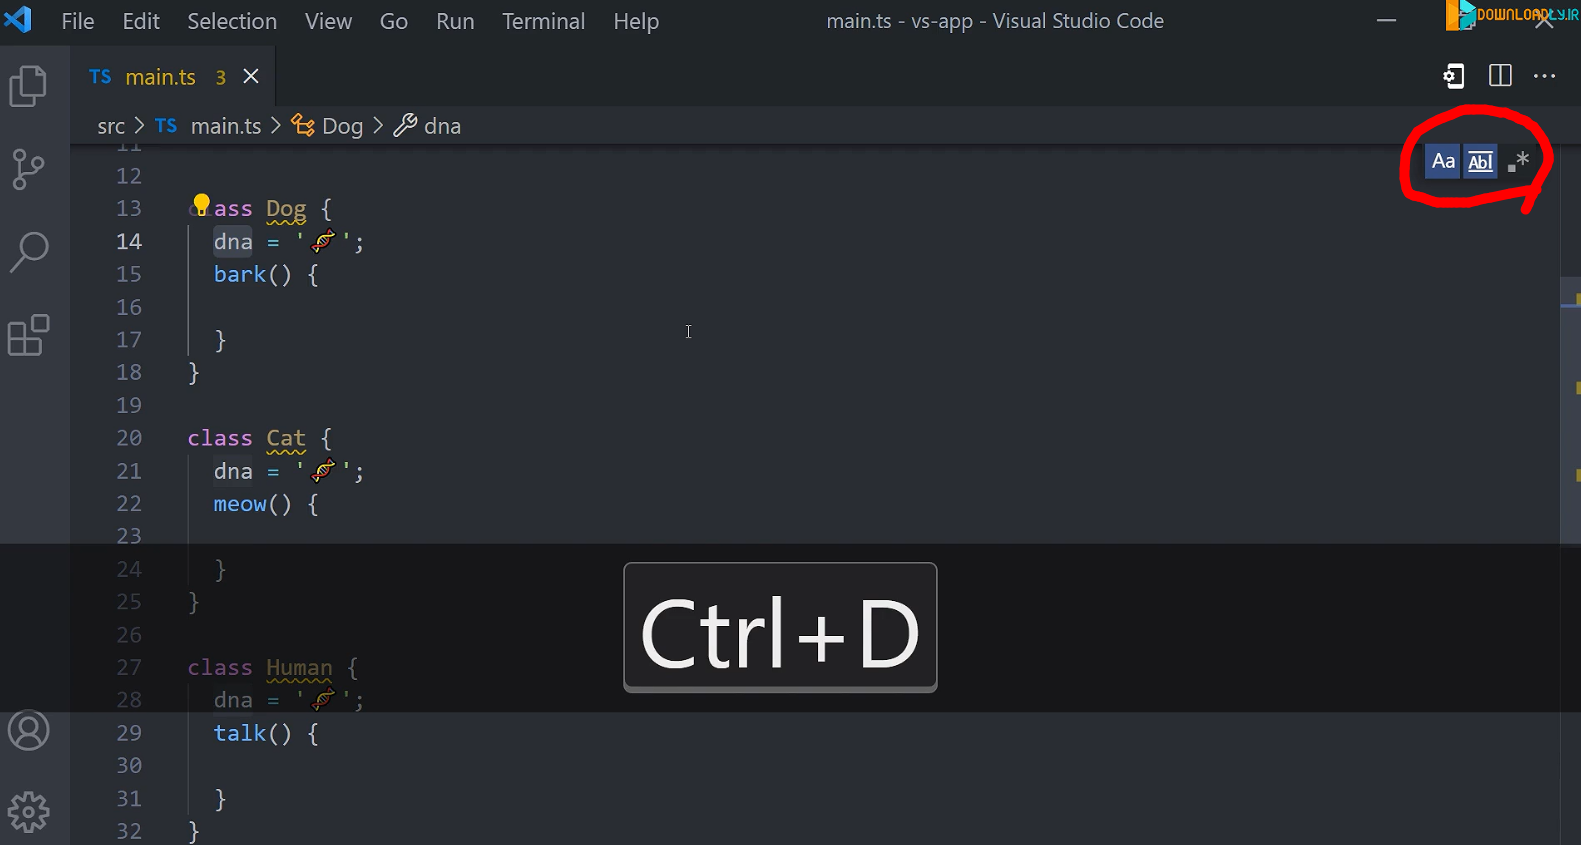 File Edit Selection View Go Run Terminal Help main.ts - vs-app - Visual Studio Code DOWNLOADLY.IR
TS main.ts 3
src > TS main.ts > Dog > dna
Aa Abl .*
11
12
13 class Dog {
14 dna = '🧬';
15 bark() {
16
17 }
18 }
19
20 class Cat {
21 dna = '🧬';
22 meow() {
23
24 }
25 }
26
27 class Human {
28 dna = '🧬';
29 talk() {
30
31 }
32 }
Ctrl+D